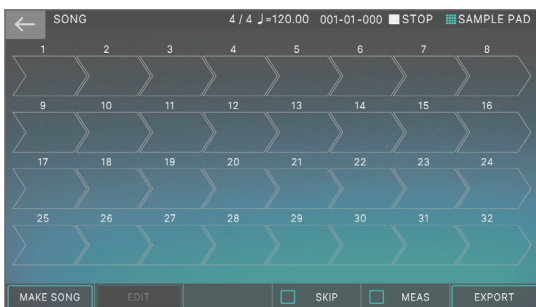 SONG 4/4 ♩=120.00 001-01-000 STOP SAMPLE PAD
1 2 3 4 5 6 7 8
9 10 11 12 13 14 15 16
17 18 19 20 21 22 23 24
25 26 27 28 29 30 31 32
MAKE SONG EDIT SKIP MEAS EXPORT